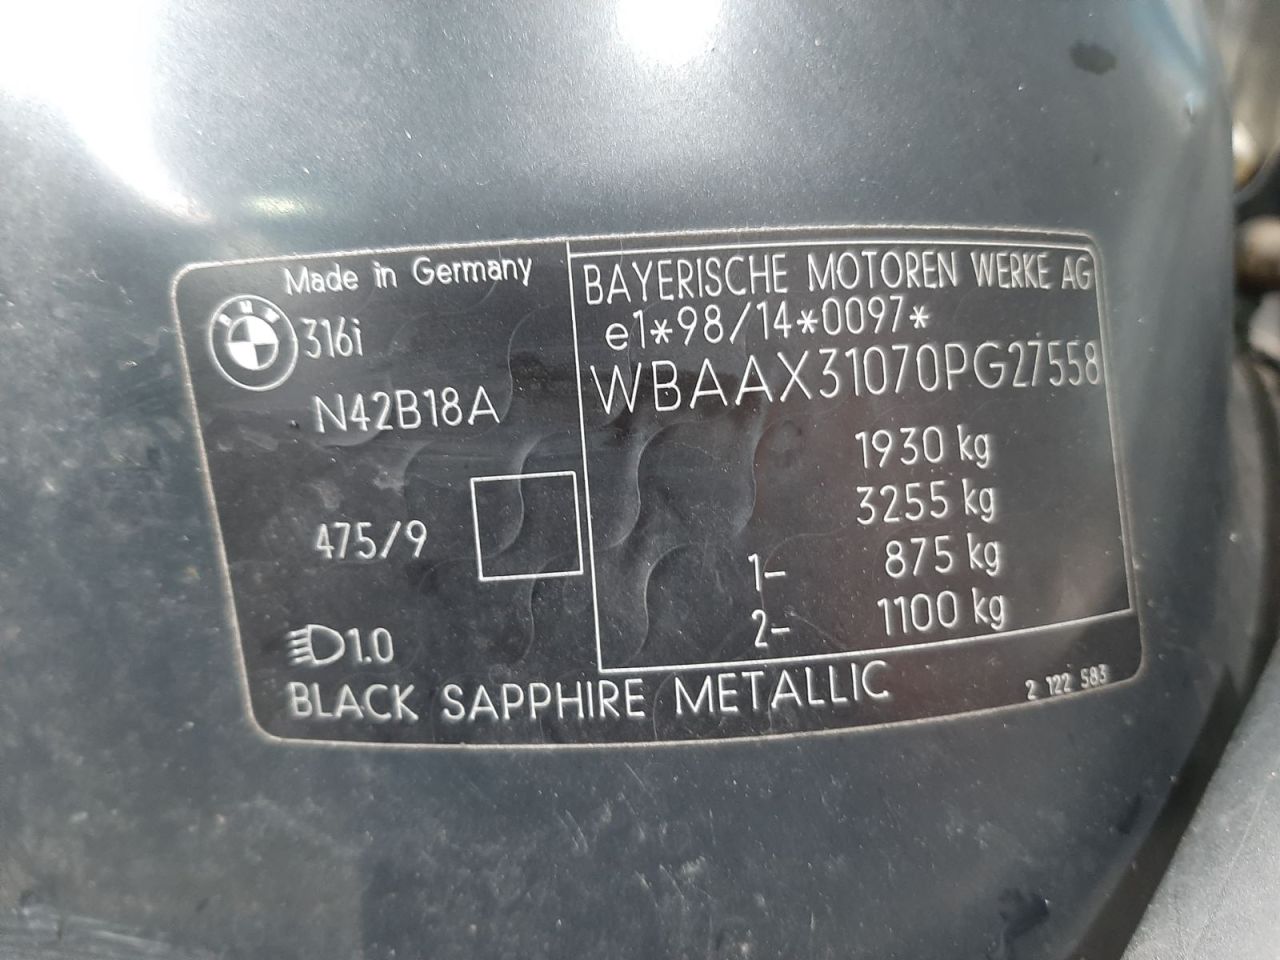 Made in Germany
316i
N42B18A
475/9
1.0
BLACK SAPPHIRE METALLIC
BAYERISCHE MOTOREN WERKE AG
e1*98/14*0097*
WBAAX31070PG27558
1930 kg
3255 kg
1- 875 kg
2- 1100 kg
2 122 583